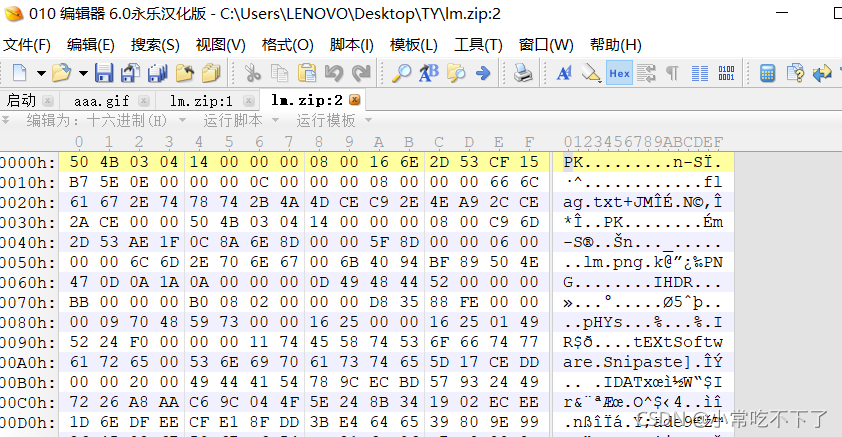 010 编辑器 6.0永乐汉化版 - C:\Users\LENOVO\Desktop\TY\lm.zip:2
文件(F) 编辑(E) 搜索(S) 视图(V) 格式(O) 脚本(I) 模板(L) 工具(T) 窗口(W) 帮助(H)
Hex
启动 aaa.gif lm.zip:1 lm.zip:2
编辑为: 十六进制(H) 运行脚本 运行模板
0 1 2 3 4 5 6 7 8 9 A B C D E F 0123456789ABCDEF
0000h: 50 4B 03 04 14 00 00 00 08 00 16 6E 2D 53 CF 15 PK.........n-SÏ.
0010h: B7 5E 0E 00 00 00 0C 00 00 00 08 00 00 00 66 6C ·^............fl
0020h: 61 67 2E 74 78 74 2B 4A 4D CE C9 2E 4E A9 2C CE ag.txt+JMÎÉ.N©,Î
0030h: 2A CE 00 00 50 4B 03 04 14 00 00 00 08 00 C9 6D *Î..PK........Ém
0040h: 2D 53 AE 1F 0C 8A 6E 8D 00 00 5F 8D 00 00 06 00 -S®..Šn..._.....
0050h: 00 00 6C 6D 2E 70 6E 67 00 6B 40 94 BF 89 50 4E ..lm.png.k@”¿‰PN
0060h: 47 0D 0A 1A 0A 00 00 00 0D 49 48 44 52 00 00 00 G........IHDR...
0070h: BB 00 00 00 B0 08 02 00 00 00 D8 35 88 FE 00 00 »...°.....Ø5ˆþ..
0080h: 00 09 70 48 59 73 00 00 16 25 00 00 16 25 01 49 ..pHYs...%...%.I
0090h: 52 24 F0 00 00 00 11 74 45 58 74 53 6F 66 74 77 R$ð....tEXtSoftw
00A0h: 61 72 65 00 53 6E 69 70 61 73 74 65 5D 17 CE DD are.Snipaste].ÎÝ
00B0h: 00 00 20 00 49 44 41 54 78 9C EC BD 57 93 24 49 .. .IDATxœì½W“$I
00C0h: 72 26 A8 AA C6 9C 04 4F 5E 24 8B 34 19 02 EC EE r&¨ªÆœ.O^$‹4..ìî
00D0h: 1D 6E DF EE CF E1 8F DD 3B E4 64 65 39 80 9E 99 .nßîÏá.Ý;äde9€ž™
CSDN @小常吃不下了